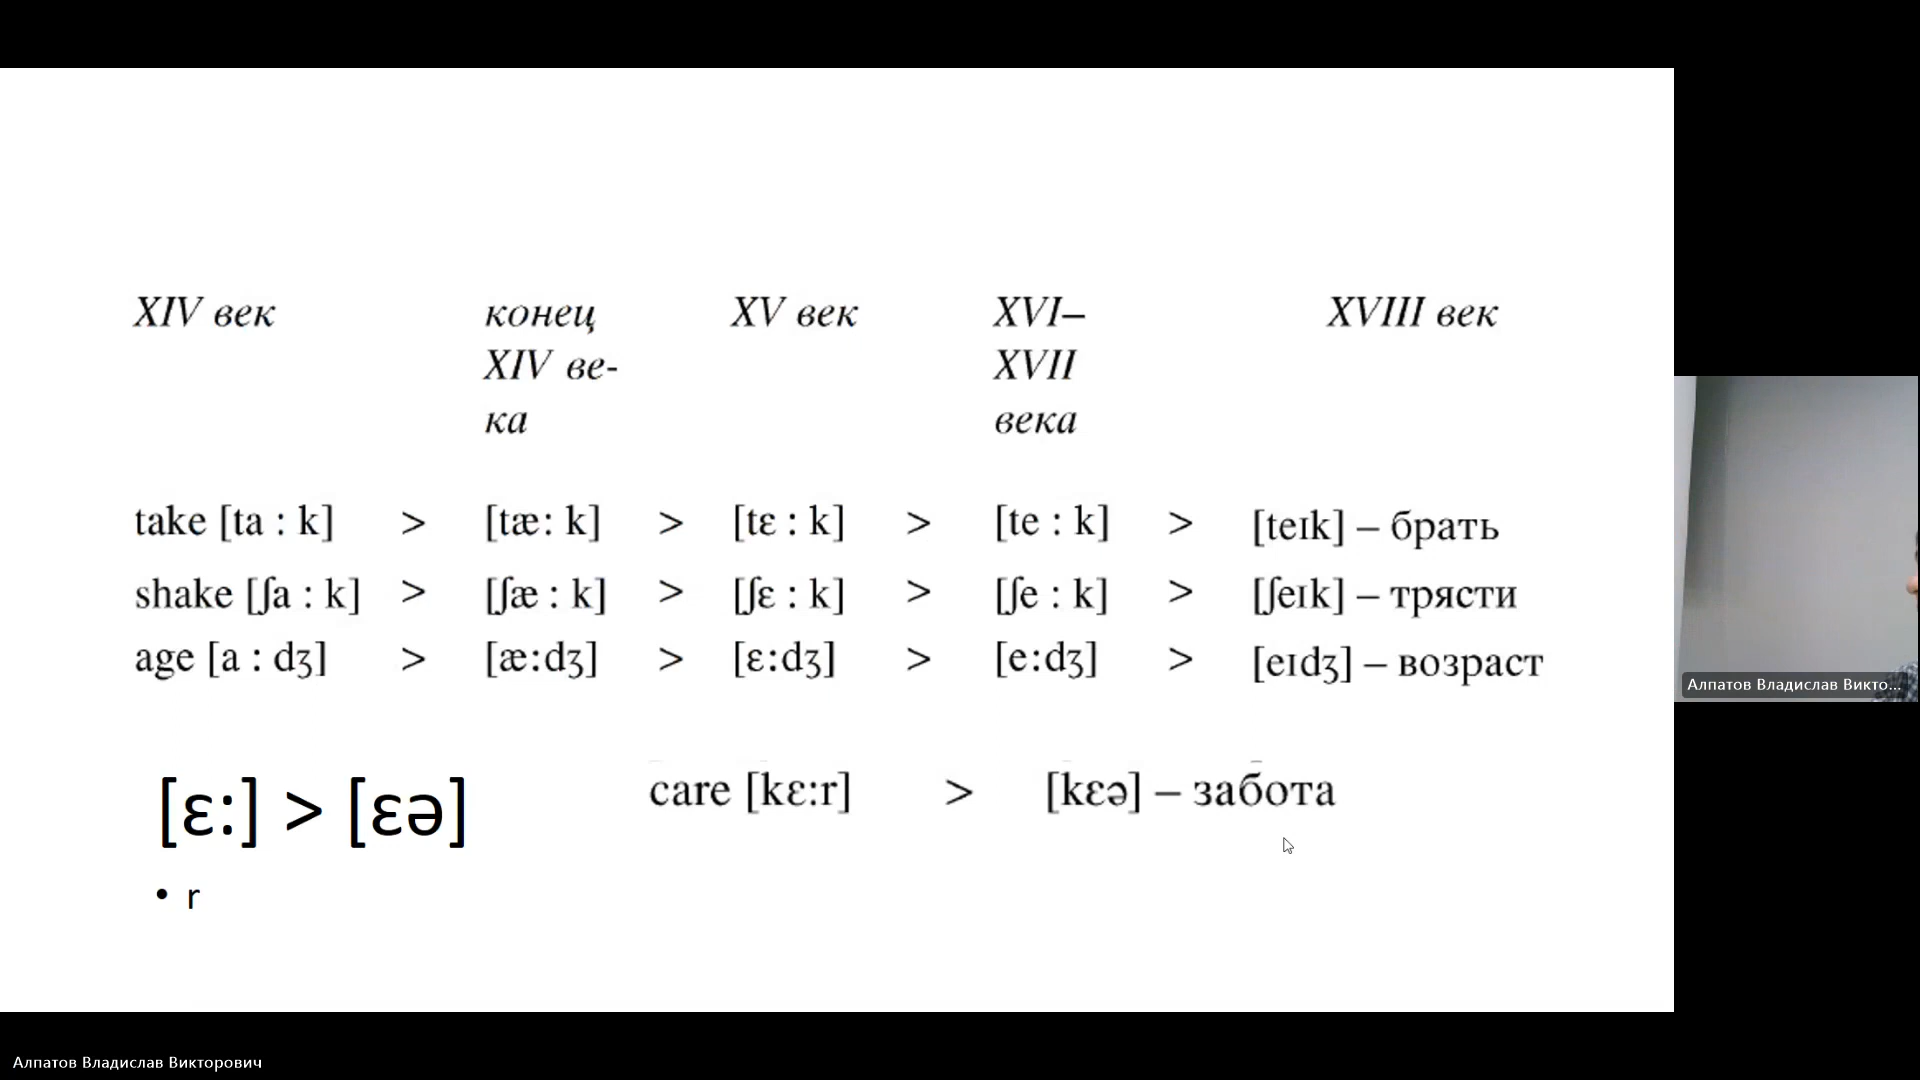 XIV век конец XV век XVI– XVIII век
XIV ве- XVII
ка века
take [ta : k] > [tæ: k] > [tɛ : k] > [te : k] > [teɪk] – брать
shake [ʃa : k] > [ʃæ : k] > [ʃɛ : k] > [ʃe : k] > [ʃeɪk] – трясти
age [a : dʒ] > [æ:dʒ] > [ɛ:dʒ] > [e:dʒ] > [eɪdʒ] – возраст
[ɛ:] > [ɛə] care [kɛ:r] > [kɛə] – забота
• r
Алпатов Владислав Викто...
Алпатов Владислав Викторович